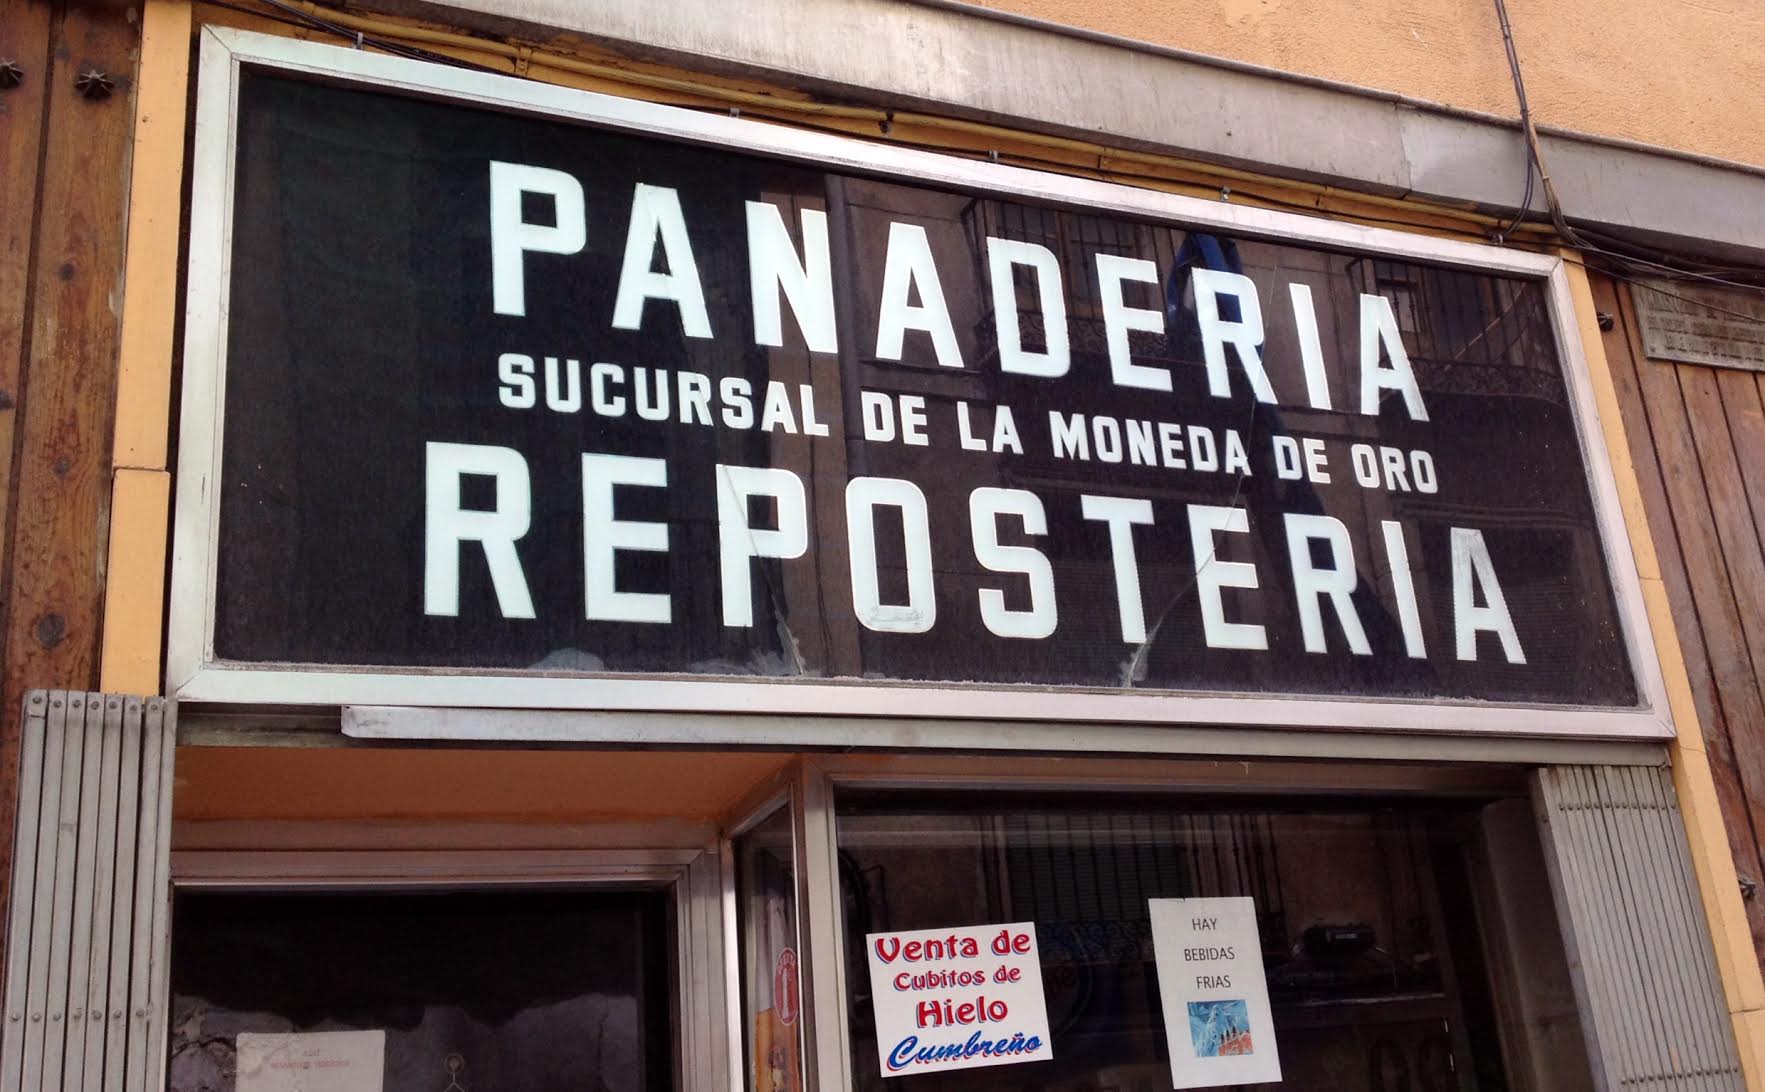 PANADERIA
SUCURSAL DE LA MONEDA DE ORO
REPOSTERIA
Venta de
Cubitos de
Hielo
Cumbreño
HAY
BEBIDAS
FRIAS